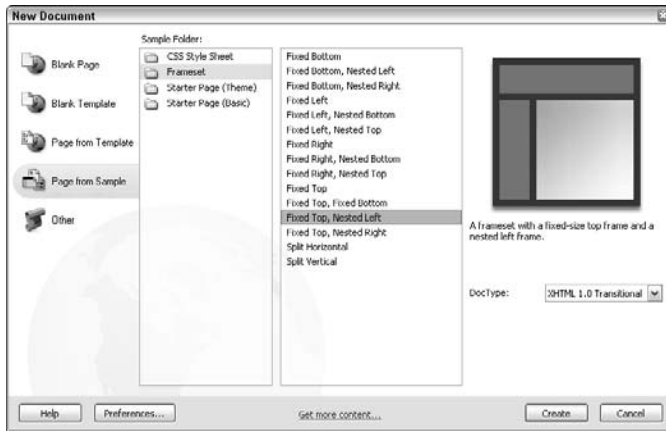 New Document
Blank Page
Blank Template
Page from Template
Page from Sample
Other
Sample Folder:
CSS Style Sheet
Frameset
Starter Page (Theme)
Starter Page (Basic)
Fixed Bottom
Fixed Bottom, Nested Left
Fixed Bottom, Nested Right
Fixed Left
Fixed Left, Nested Bottom
Fixed Left, Nested Top
Fixed Right
Fixed Right, Nested Bottom
Fixed Right, Nested Top
Fixed Top
Fixed Top, Fixed Bottom
Fixed Top, Nested Left
Fixed Top, Nested Right
Split Horizontal
Split Vertical
A frameset with a fixed-size top frame and a
nested left frame.
DocType:
XHTML 1.0 Transitional
Help
Preferences...
Get more content...
Create
Cancel